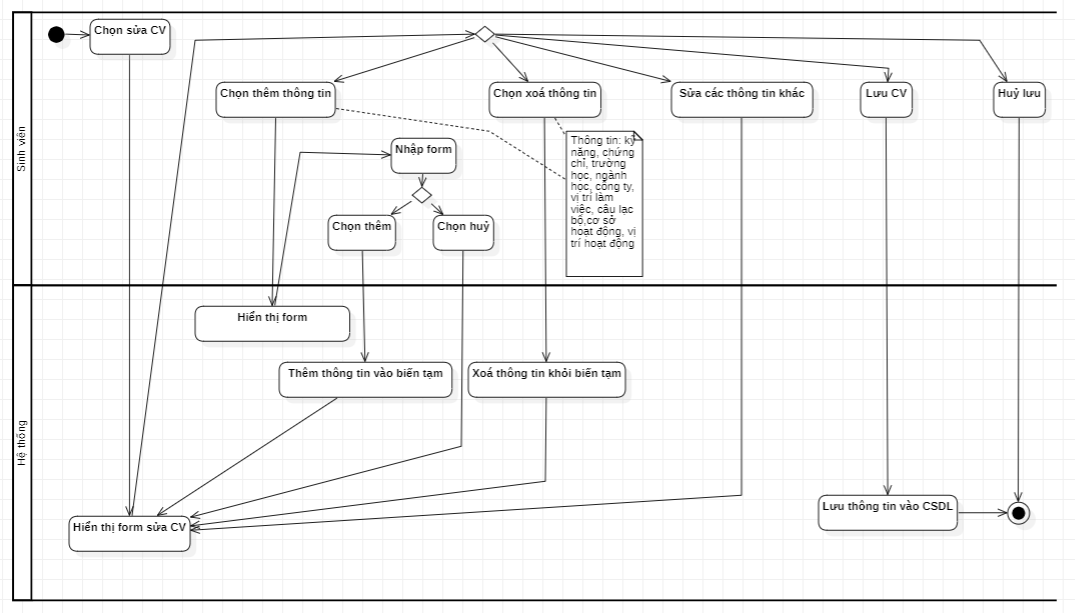 Chọn sửa CV
Chọn thêm thông tin
Chọn xoá thông tin
Sửa các thông tin khác
Lưu CV
Huỷ lưu
Sinh viên
Nhập form
Thông tin: kỹ
năng, chứng
chỉ, trường
học, ngành
học, công ty,
vị trí làm
việc, câu lạc
bộ,cơ sở
hoạt động, vị
trí hoạt động
Chọn thêm
Chọn huỷ
Hiển thị form
Thêm thông tin vào biến tạm
Xoá thông tin khỏi biến tạm
Hệ thống
Hiển thị form sửa CV
Lưu thông tin vào CSDL